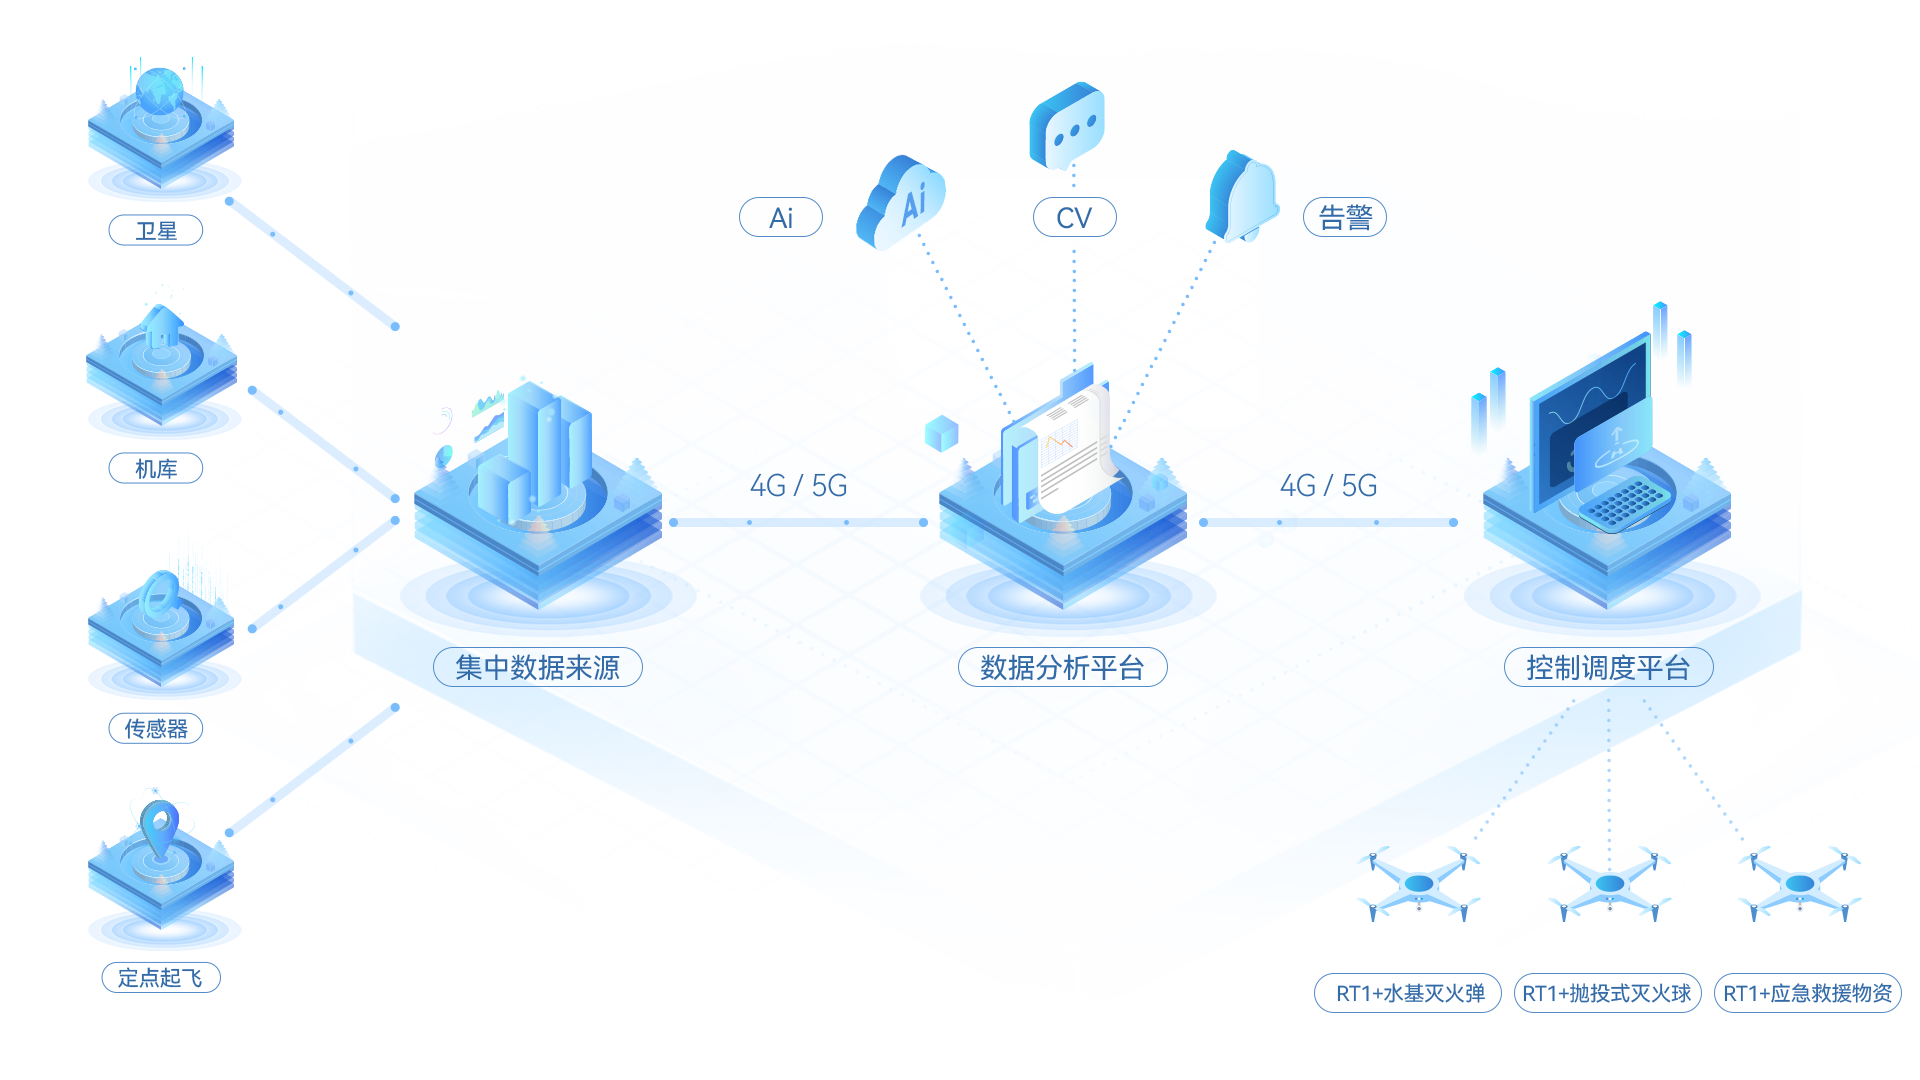 卫星
机库
传感器
定点起飞
集中数据来源
4G / 5G
Ai
Ai
CV
告警
数据分析平台
4G / 5G
控制调度平台
RT1+水基灭火弹
RT1+抛投式灭火球
RT1+应急救援物资